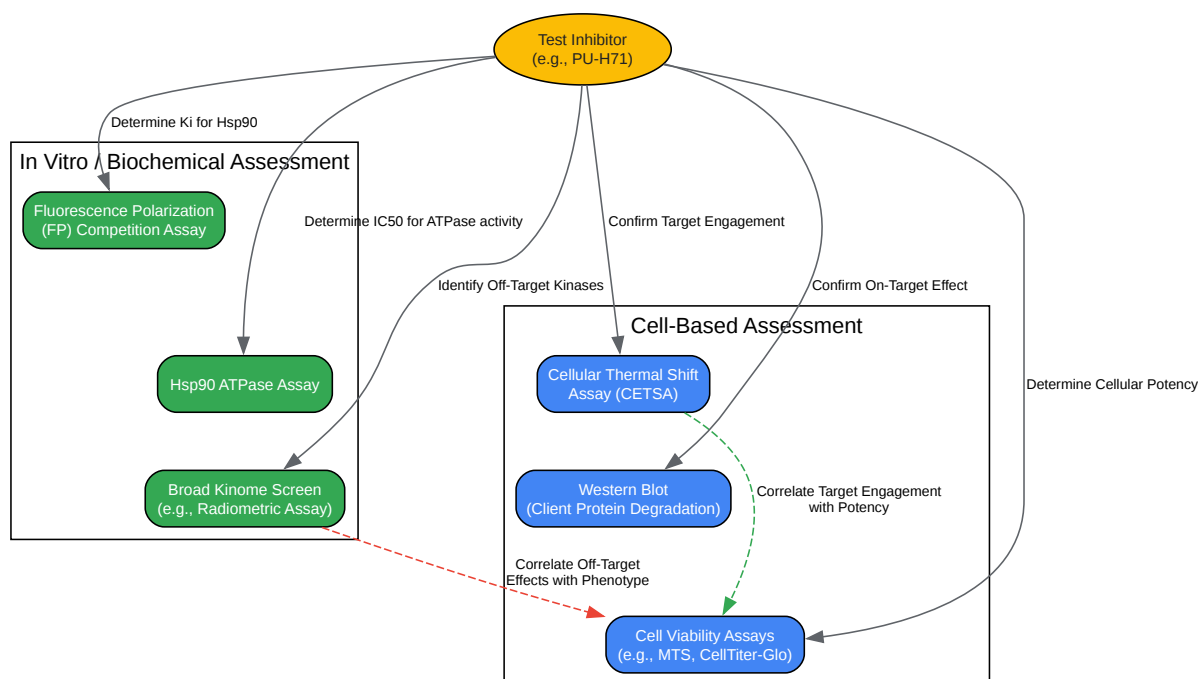 Test Inhibitor
(e.g., PU-H71)
Determine Ki for Hsp90
In Vitro / Biochemical Assessment
Fluorescence Polarization
(FP) Competition Assay
Determine IC50 for ATPase activity
Confirm Target Engagement
Identify Off-Target Kinases
Confirm On-Target Effect
Cell-Based Assessment
Hsp90 ATPase Assay
Cellular Thermal Shift
Assay (CETSA)
Determine Cellular Potency
Broad Kinome Screen
(e.g., Radiometric Assay)
Western Blot
(Client Protein Degradation)
Correlate Target Engagement
with Potency
Correlate Off-Target
Effects with Phenotype
Cell Viability Assays
(e.g., MTS, CellTiter-Glo)